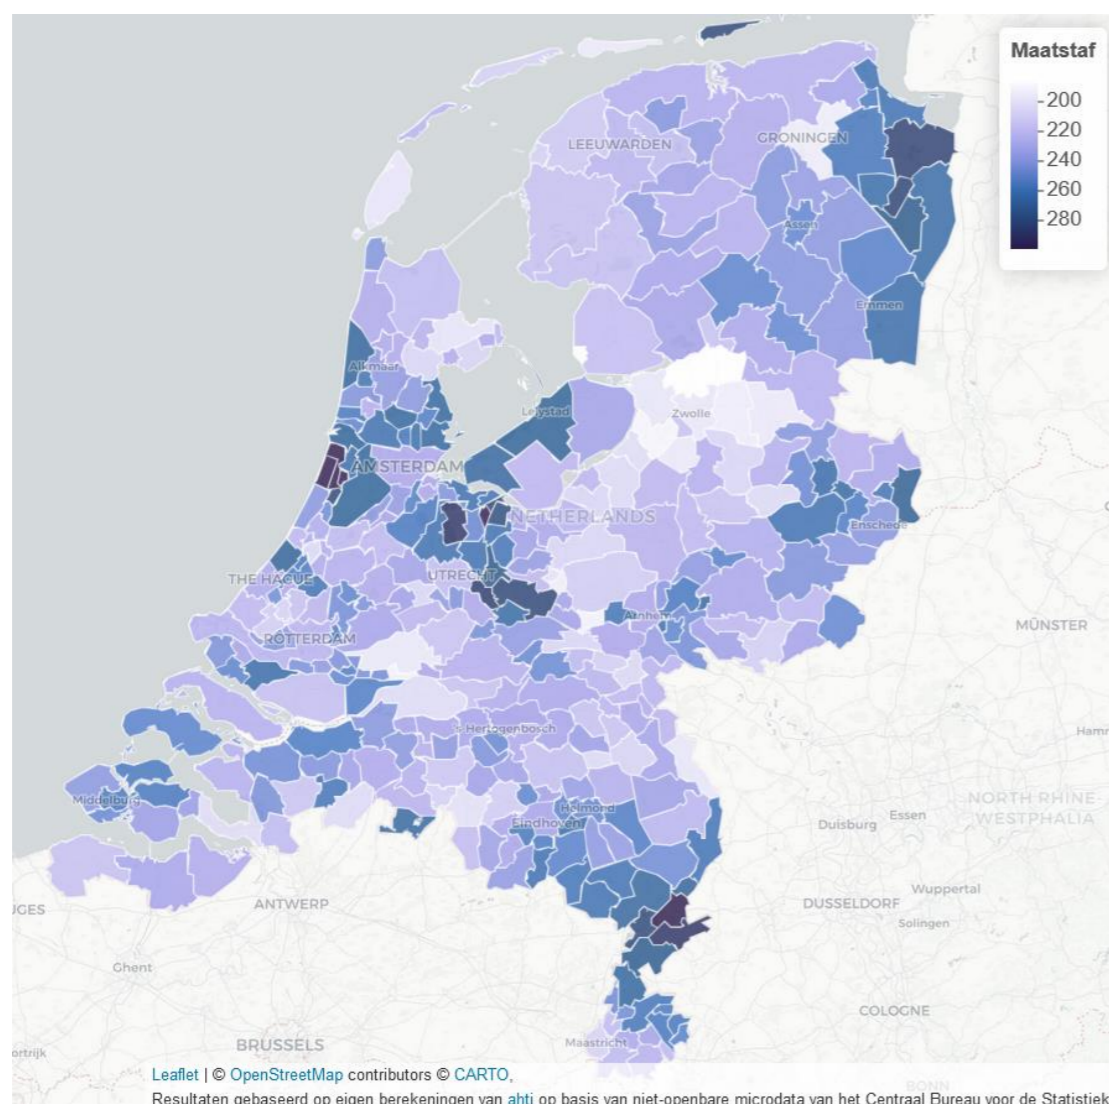 Maatstaf
200
220
240
260
280
LEEUWARDEN
GRONINGEN
Assen
Emmen
Alkmaar
Lelystad
Zwolle
AMSTERDAM
NETHERLANDS
Enschede
THE HAGUE
UTRECHT
Arnhem
ROTTERDAM
MÜNSTER
's Hertogenbosch
Hamm
Middelburg
Helmond
Eindhoven
Duisburg
Essen
NORTH RHINE-
WESTPHALIA
ANTWERP
DUSSELDORF
Wuppertal
Solingen
Ghent
COLOGNE
BRUSSELS
Maastricht
BONN
Leaflet | © OpenStreetMap contributors © CARTO,
Resultaten gebaseerd op eigen berekeningen van ahti op basis van niet-openbare microdata van het Centraal Bureau voor de Statistiek